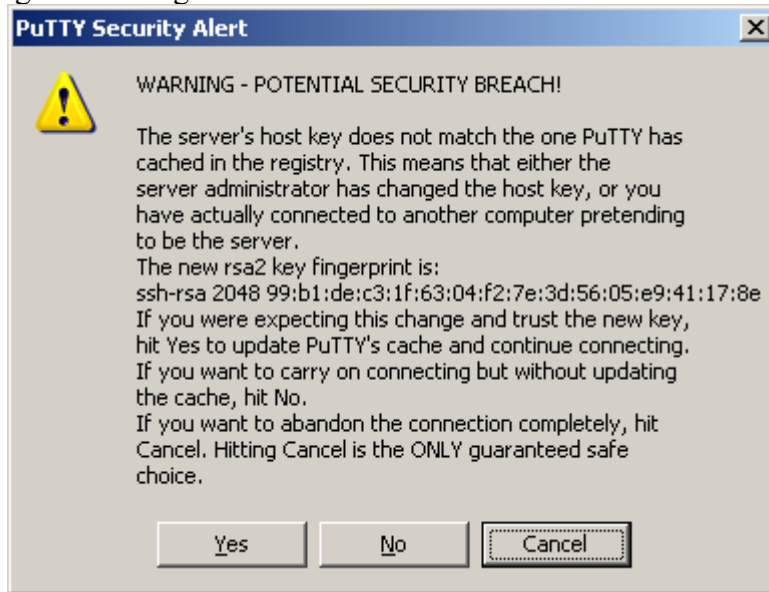 PuTTY Security Alert
WARNING - POTENTIAL SECURITY BREACH!
The server's host key does not match the one PuTTY has
cached in the registry. This means that either the
server administrator has changed the host key, or you
have actually connected to another computer pretending
to be the server.
The new rsa2 key fingerprint is:
ssh-rsa 2048 99:b1:de:c3:1f:63:04:f2:7e:3d:56:05:e9:41:17:8e
If you were expecting this change and trust the new key,
hit Yes to update PuTTY's cache and continue connecting.
If you want to carry on connecting but without updating
the cache, hit No.
If you want to abandon the connection completely, hit
Cancel. Hitting Cancel is the ONLY guaranteed safe
choice.
Yes No Cancel